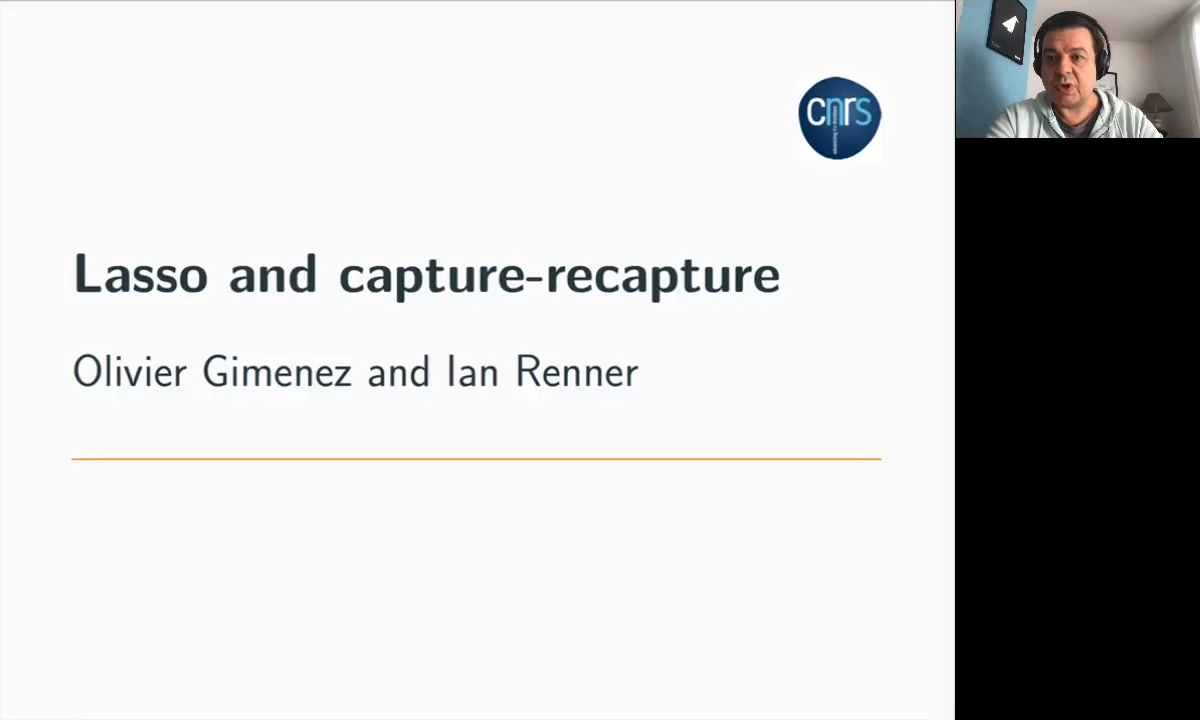 cnrs
Lasso and capture-recapture
Olivier Gimenez and Ian Renner